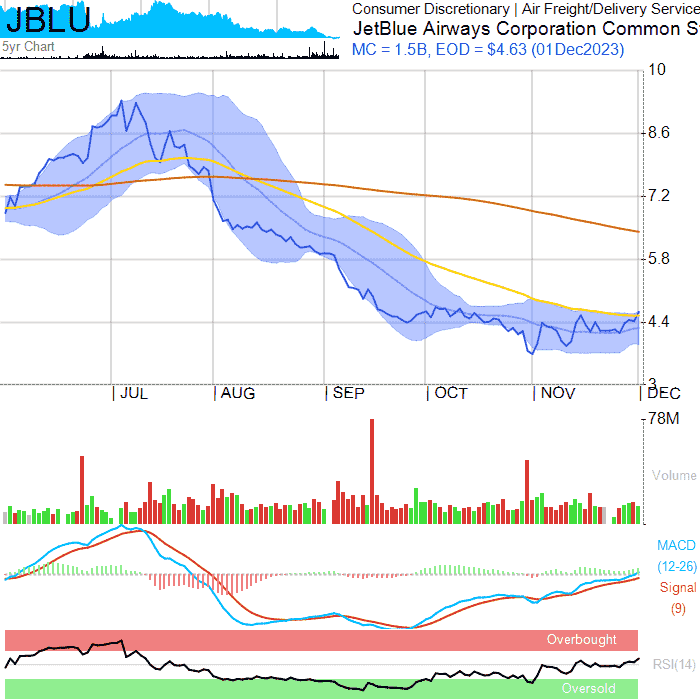 Consumer Discretionary | Air Freight/Delivery Service
JBLU
JetBlue Airways Corporation Common S
5yr Chart
MC = 1.5B, EOD = $4.63 (01Dec2023)
10
8.6
7.2
5.8
4.4
3
JUL AUG SEP OCT NOV DEC
78M
Volume
MACD
(12-26)
Signal
(9)
Overbought
RSI(14)
Oversold